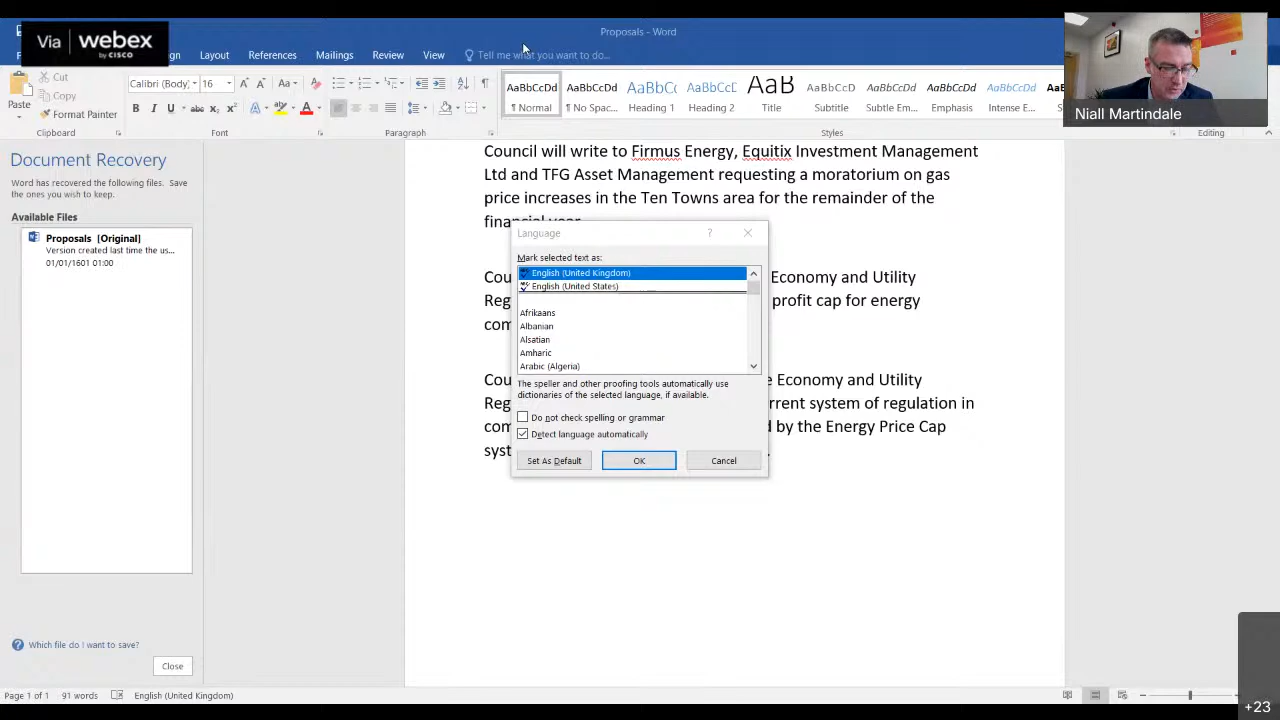 Via webex
by CISCO
Proposals - Word
Layout
References
Mailings
Review
View
Tell me what you want to do...
Niall Martindale
Paste
Cut
Copy
Format Painter
Clipboard
Calibri (Body)
16
Font
Paragraph
AaBbCcDd
¶ Normal
AaBbCcDd
¶ No Spac...
AaBbCc
Heading 1
AaBbCcE
Heading 2
AaB
Title
AaBbCcD
Subtitle
AaBbCcDd
Subtle Em...
AaBbCcDd
Emphasis
AaBbCcDd
Intense E...
Styles
Editing
Document Recovery
Word has recovered the following files. Save
the ones you wish to keep.
Available Files
Proposals [Original]
Version created last time the us...
01/01/1601 01:00
Which file do I want to save?
Close
Council will write to Firmus Energy, Equitix Investment Management
Ltd and TFG Asset Management requesting a moratorium on gas
price increases in the Ten Towns area for the remainder of the
financial year
Cou Economy and Utility
Reg profit cap for energy
com
Cou Economy and Utility
Reg rrent system of regulation in
com d by the Energy Price Cap
syst
Language
Mark selected text as:
English (United Kingdom)
English (United States)
Afrikaans
Albanian
Alsatian
Amharic
Arabic (Algeria)
The speller and other proofing tools automatically use
dictionaries of the selected language, if available.
Do not check spelling or grammar
Detect language automatically
Set As Default
OK
Cancel
Page 1 of 1
91 words
English (United Kingdom)
+23